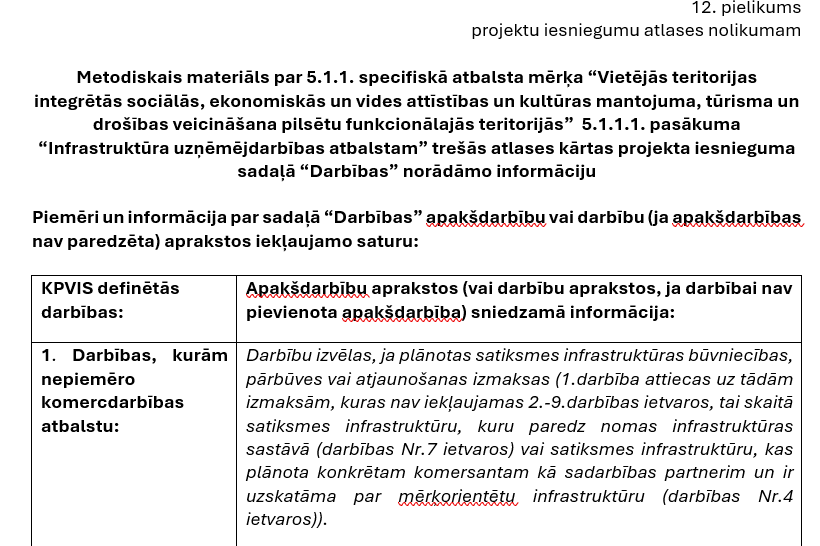 12. pielikums
projektu iesniegumu atlases nolikumam
Metodiskais materiāls par 5.1.1. specifiskā atbalsta mērķa “Vietējās teritorijas
integrētās sociālās, ekonomiskās un vides attīstības un kultūras mantojuma, tūrisma un
drošības veicināšana pilsētu funkcionālajās teritorijās” 5.1.1.1. pasākuma
“Infrastruktūra uzņēmējdarbības atbalstam” trešās atlases kārtas projekta iesnieguma
sadaļā “Darbības” norādāmo informāciju
Piemēri un informācija par sadaļā “Darbības” apakšdarbību vai darbību (ja apakšdarbības
nav paredzēta) aprakstos iekļaujamo saturu:
KPVIS definētās
darbības:
Apakšdarbību aprakstos (vai darbību aprakstos, ja darbībai nav
pievienota apakšdarbība) sniedzamā informācija:
1. Darbības, kurām
nepiemēro
komercdarbības
atbalstu:
Darbību izvēlas, ja plānotas satiksmes infrastruktūras būvniecības,
pārbūves vai atjaunošanas izmaksas (1.darbība attiecas uz tādām
izmaksām, kuras nav iekļaujamas 2.-9.darbības ietvaros, tai skaitā
satiksmes infrastruktūru, kuru paredz nomas infrastruktūras
sastāvā (darbības Nr.7 ietvaros) vai satiksmes infrastruktūru, kas
plānota konkrētam komersantam kā sadarbības partnerim un ir
uzskatāma par mērķorientētu infrastruktūru (darbības Nr.4
ietvaros)).